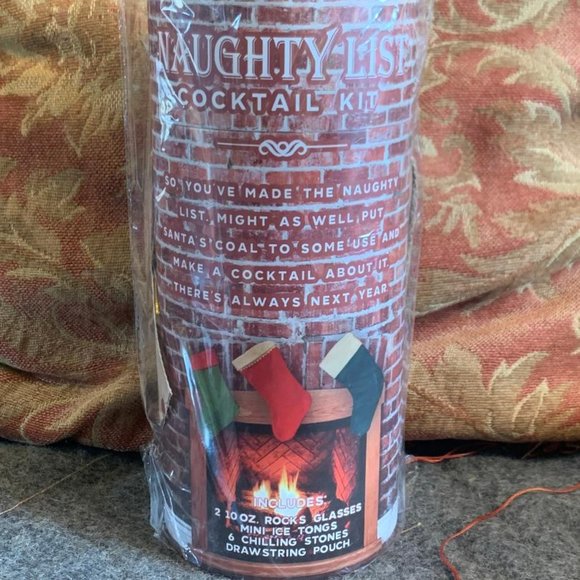 NAUGHTY LIST
COCKTAIL KIT
SO YOU'VE MADE THE NAUGHTY
LIST. MIGHT AS WELL PUT
SANTA'S COAL TO SOME USE AND
MAKE A COCKTAIL ABOUT IT.
THERE'S ALWAYS NEXT YEAR.
INCLUDES:
2 10 OZ. ROCKS GLASSES
MINI ICE TONGS
6 CHILLING STONES
DRAWSTRING POUCH